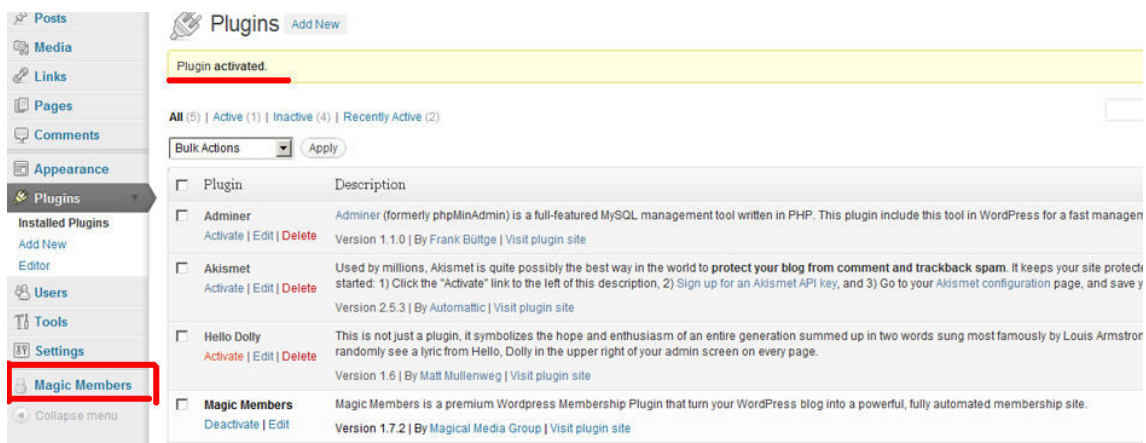 Posts
Media
Links
Pages
Comments
Appearance
Plugins
Installed Plugins
Add New
Editor
Users
Tools
Settings
Magic Members
Collapse menu
Plugins Add New
Plugin activated.
All (5) | Active (1) | Inactive (4) | Recently Active (2)
Bulk Actions Apply
Plugin Description
Adminer
Activate | Edit | Delete
Adminer (formerly phpMinAdmin) is a full-featured MySQL management tool written in PHP. This plugin include this tool in WordPress for a fast managem
Version 1.1.0 | By Frank Bültge | Visit plugin site
Akismet
Activate | Edit | Delete
Used by millions, Akismet is quite possibly the best way in the world to protect your blog from comment and trackback spam. It keeps your site protecte
started: 1) Click the "Activate" link to the left of this description, 2) Sign up for an Akismet API key, and 3) Go to your Akismet configuration page, and save y
Version 2.5.3 | By Automattic | Visit plugin site
Hello Dolly
Activate | Edit | Delete
This is not just a plugin, it symbolizes the hope and enthusiasm of an entire generation summed up in two words sung most famously by Louis Armstron
randomly see a lyric from Hello, Dolly in the upper right of your admin screen on every page.
Version 1.6 | By Matt Mullenweg | Visit plugin site
Magic Members
Deactivate | Edit
Magic Members is a premium Wordpress Membership Plugin that turn your WordPress blog into a powerful, fully automated membership site.
Version 1.7.2 | By Magical Media Group | Visit plugin site